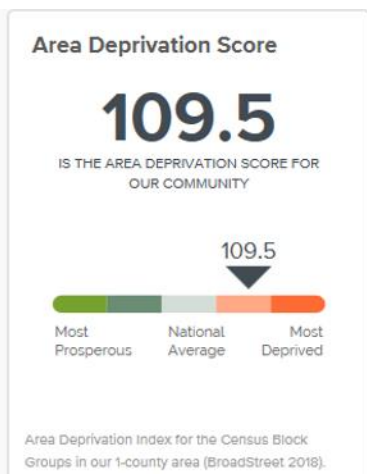 Area Deprivation Score
109.5
IS THE AREA DEPRIVATION SCORE FOR
OUR COMMUNITY
109.5
Most
Prosperous
National
Average
Most
Deprived
Area Deprivation Index for the Census Block
Groups in our 1-county area (BroadStreet 2018).